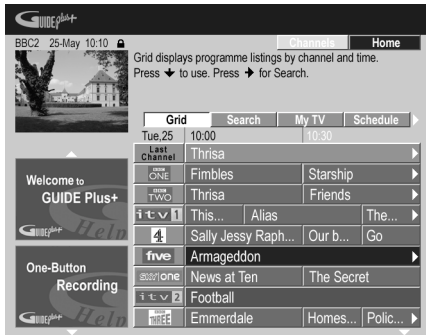 GUIDE Plus+
BBC2 25-May 10:10
Channels Home
Grid displays programme listings by channel and time.
Press to use. Press for Search.
Grid Search My TV Schedule
Tue,25 10:00 10:30
Last Channel Thrisa
BBC ONE Fimbles Starship
BBC TWO Thrisa Friends
itv 1 This... Alias The...
4 Sally Jessy Raph... Our b... Go
five Armageddon
sky one News at Ten The Secret
itv 2 Football
BBC THREE Emmerdale Homes... Polic...
Welcome to
GUIDE Plus+
GUIDE Plus+ Help
One-Button
Recording
GUIDE Plus+ Help